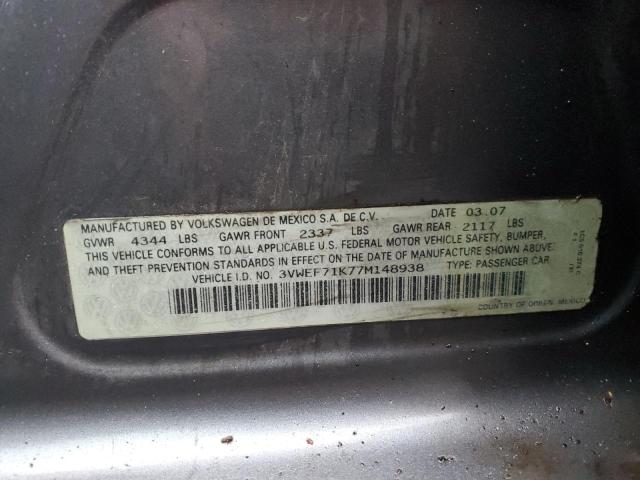 MANUFACTURED BY VOLKSWAGEN DE MEXICO S.A. DE C.V. DATE 03.07
GVWR 4344 LBS GAWR FRONT 2337 LBS GAWR REAR 2117 LBS
THIS VEHICLE CONFORMS TO ALL APPLICABLE U.S. FEDERAL MOTOR VEHICLE SAFETY, BUMPER,
AND THEFT PREVENTION STANDARDS IN EFFECT ON THE DATE OF MANUFACTURE SHOWN ABOVE.
VEHICLE I.D. NO. 3VWEF71K77M148938 TYPE: PASSENGER CAR
COUNTRY OF ORIGIN: MEXICO